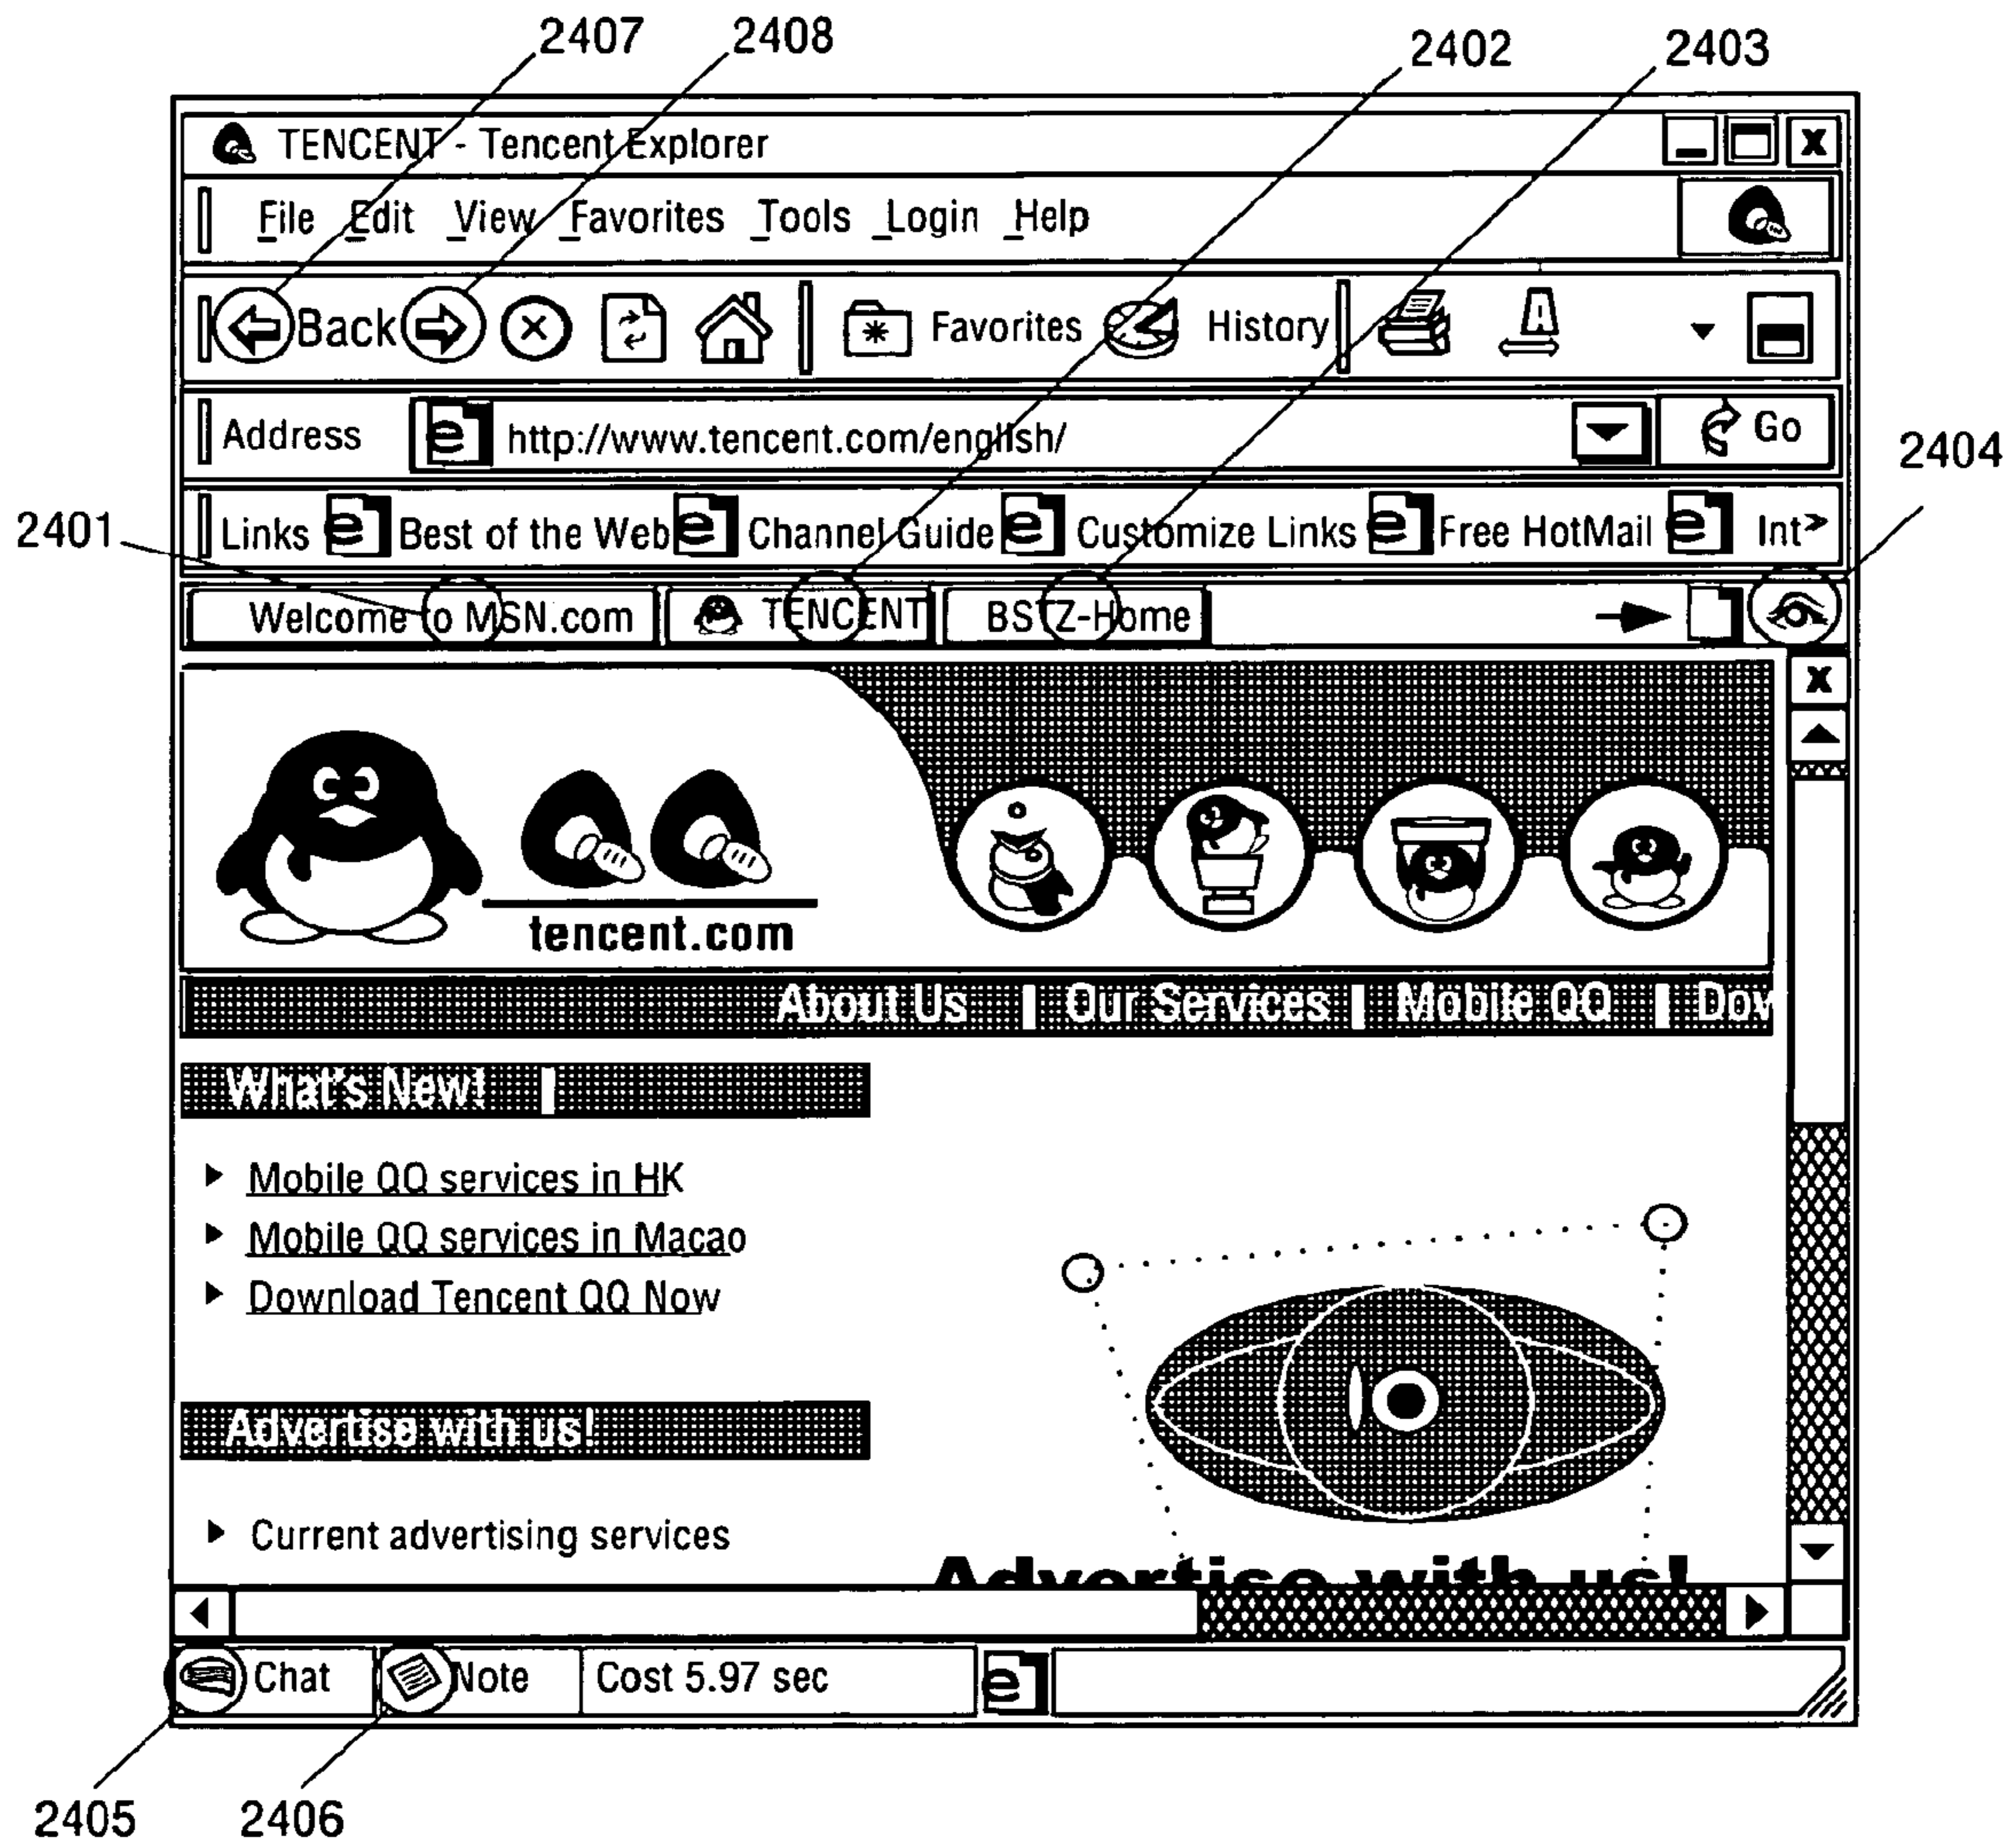 2407 2408 2402 2403
TENCENT - Tencent Explorer
File Edit View Favorites Tools Login Help
Back Favorites History
Address http://www.tencent.com/english/ Go
2404
2401
Links Best of the Web Channel Guide Customize Links Free HotMail Int>
Welcome to MSN.com TENCENT BSTZ-Home
tencent.com
About Us | Our Services | Mobile QQ | Dow
What's New!
Mobile QQ services in HK
Mobile QQ services in Macao
Download Tencent QQ Now
Advertise with us!
Current advertising services
Advertise with us!
Chat Note Cost 5.97 sec
2405 2406